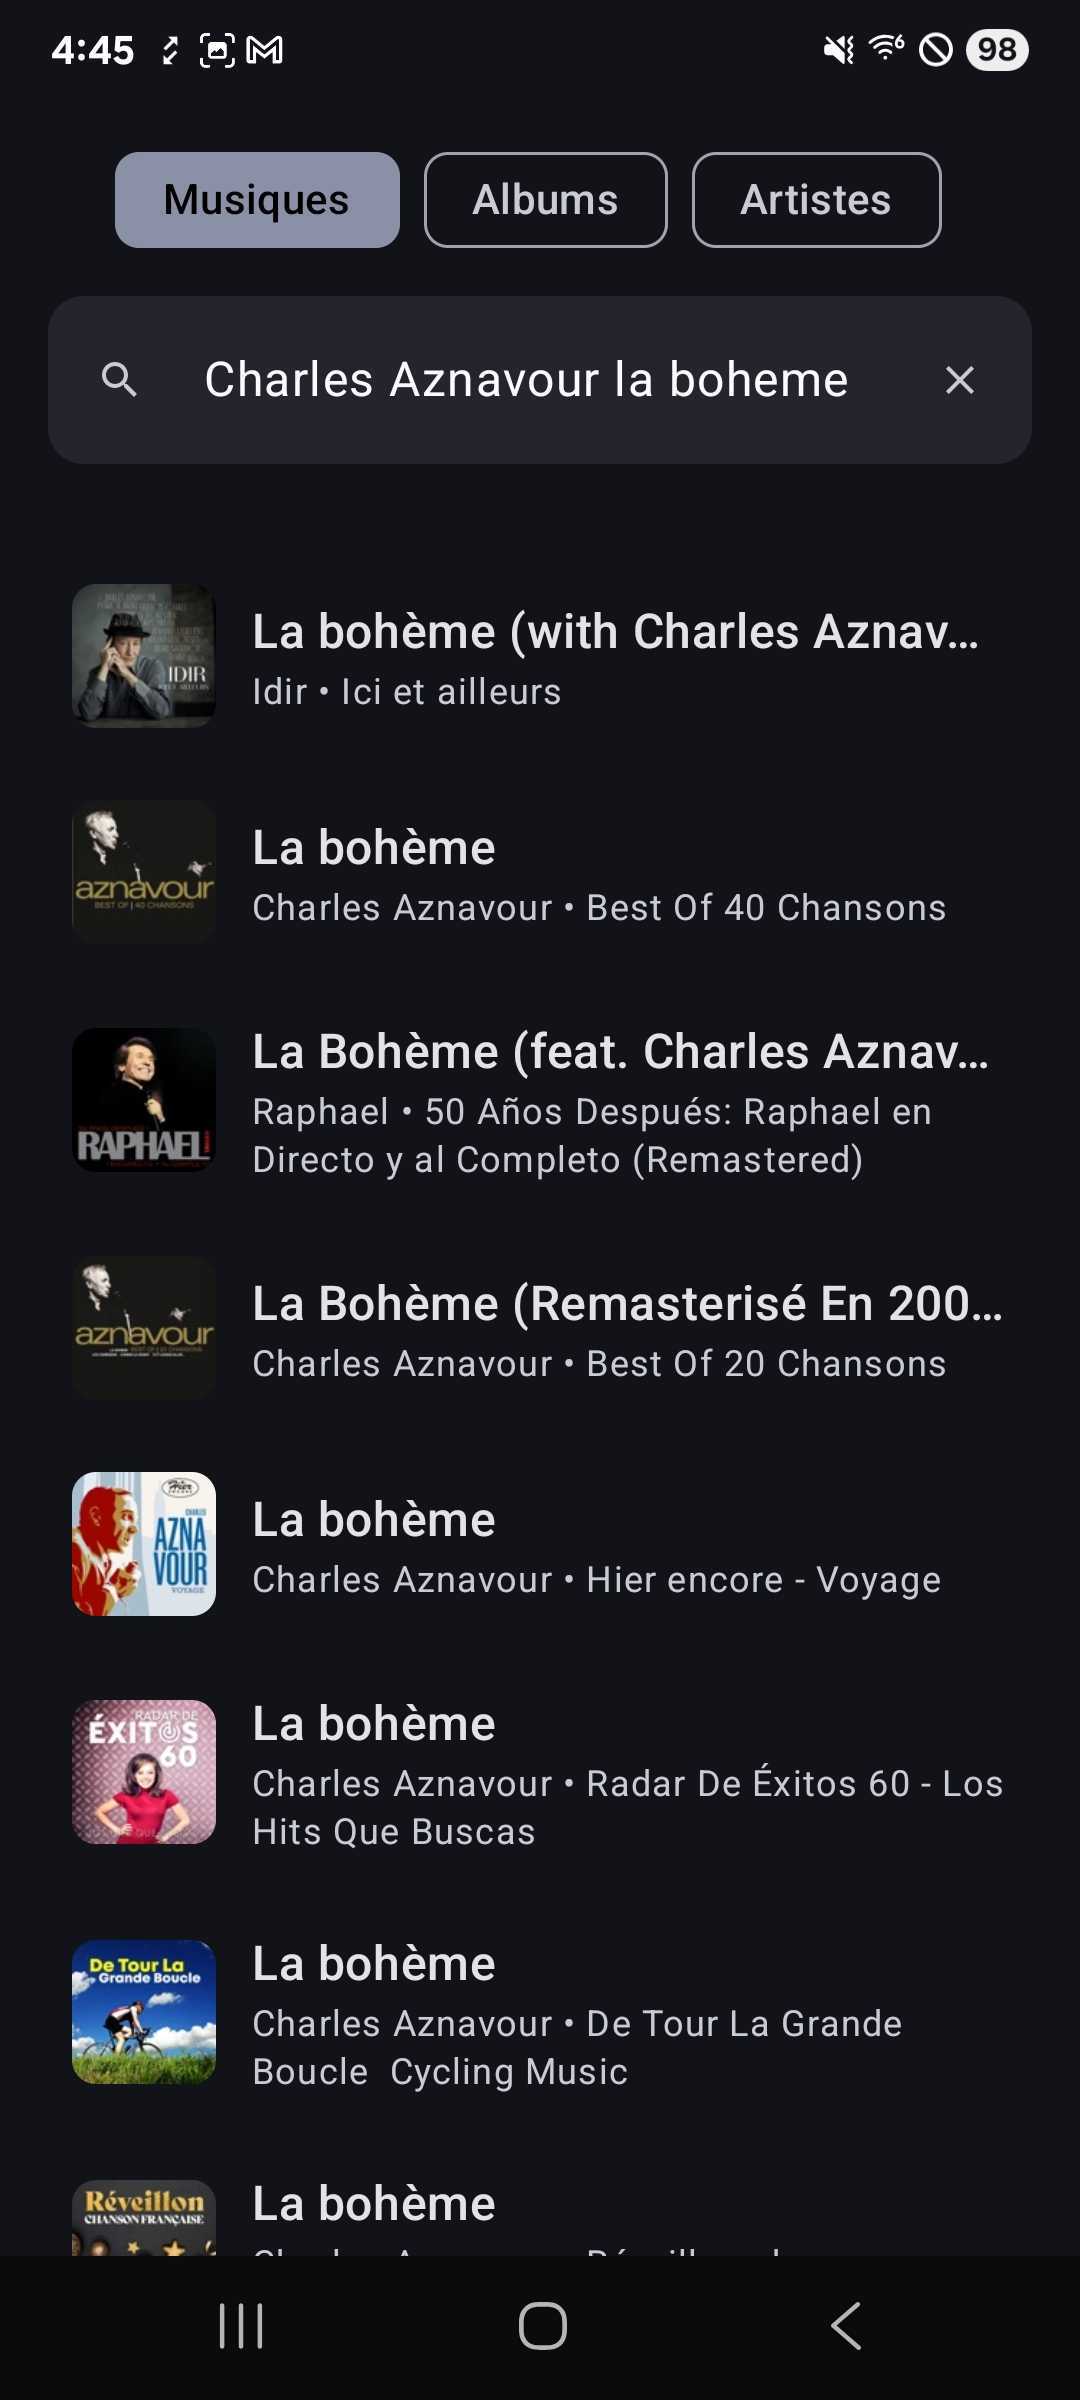 4:45
98
Musiques
Albums
Artistes
Charles Aznavour la boheme
IDIR
La bohème (with Charles Aznav…
Idir • Ici et ailleurs
aznavour
BEST OF | 40 CHANSONS
La bohème
Charles Aznavour • Best Of 40 Chansons
RAPHAEL
La Bohème (feat. Charles Aznav…
Raphael • 50 Años Después: Raphael en
Directo y al Completo (Remastered)
aznavour
La Bohème (Remasterisé En 200…
Charles Aznavour • Best Of 20 Chansons
Hier
ENCORE
CHARLES
AZNA
VOUR
VOYAGE
La bohème
Charles Aznavour • Hier encore - Voyage
RADAR DE
ÉXITOS
60
La bohème
Charles Aznavour • Radar De Éxitos 60 - Los
Hits Que Buscas
De Tour La
Grande Boucle
La bohème
Charles Aznavour • De Tour La Grande
Boucle  Cycling Music
Réveillon
CHANSON FRANÇAISE
La bohème